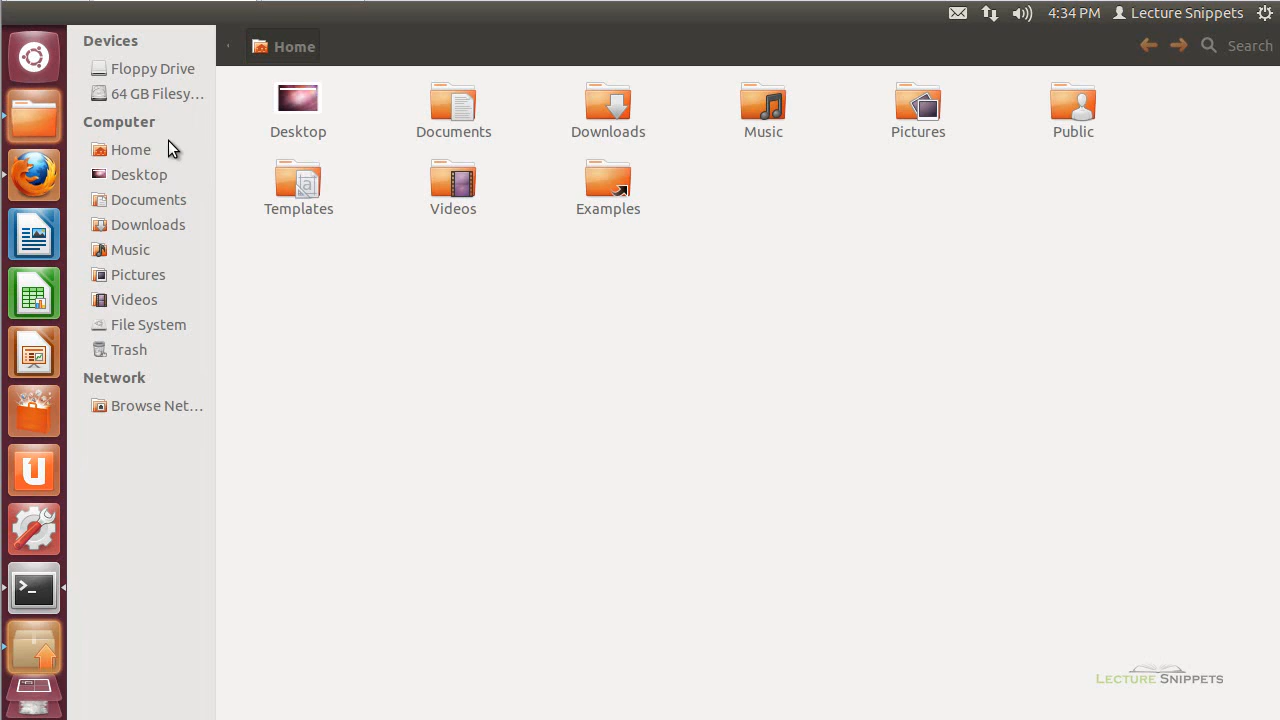 4:34 PM Lecture Snippets
Devices
Floppy Drive
64 GB Filesy...
Computer
Home
Desktop
Documents
Downloads
Music
Pictures
Videos
File System
Trash
Network
Browse Net...
Home
Search
Desktop
Documents
Downloads
Music
Pictures
Public
Templates
Videos
Examples
LECTURE SNIPPETS